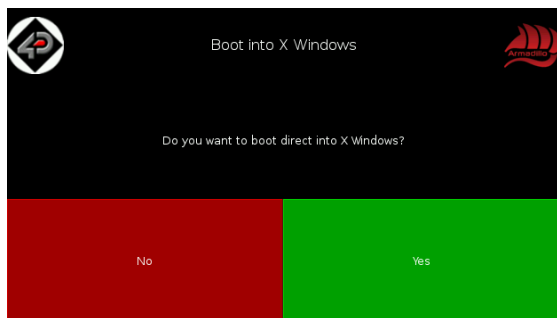 4D
Boot into X Windows
Armadillo
Do you want to boot direct into X Windows?
No
Yes